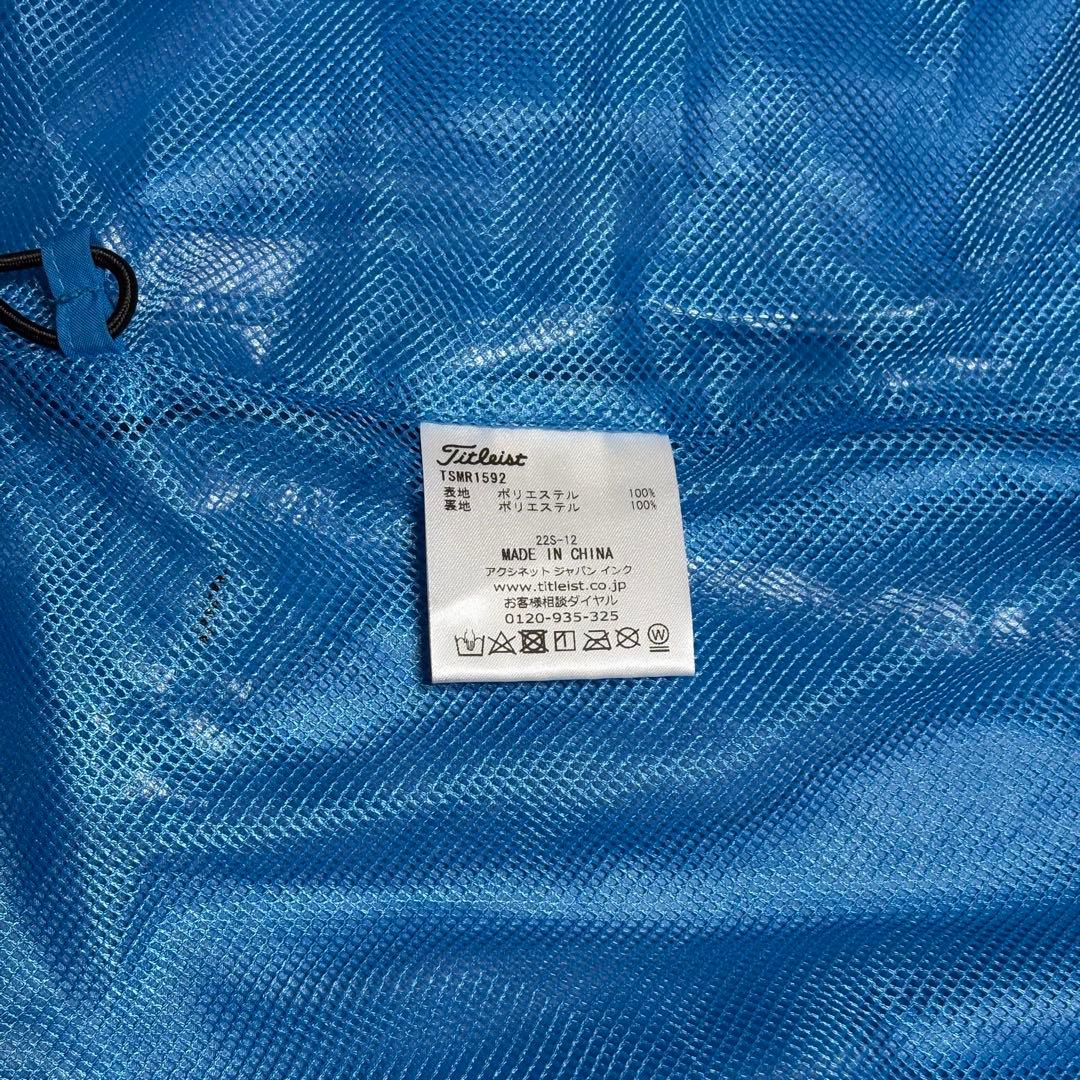 Titleist
TSMR1592
表地 ポリエステル 100%
裏地 ポリエステル 100%
22S-12
MADE IN CHINA
アクシネット ジャパン インク
www.titleist.co.jp
お客様相談ダイヤル
0120-935-325
W